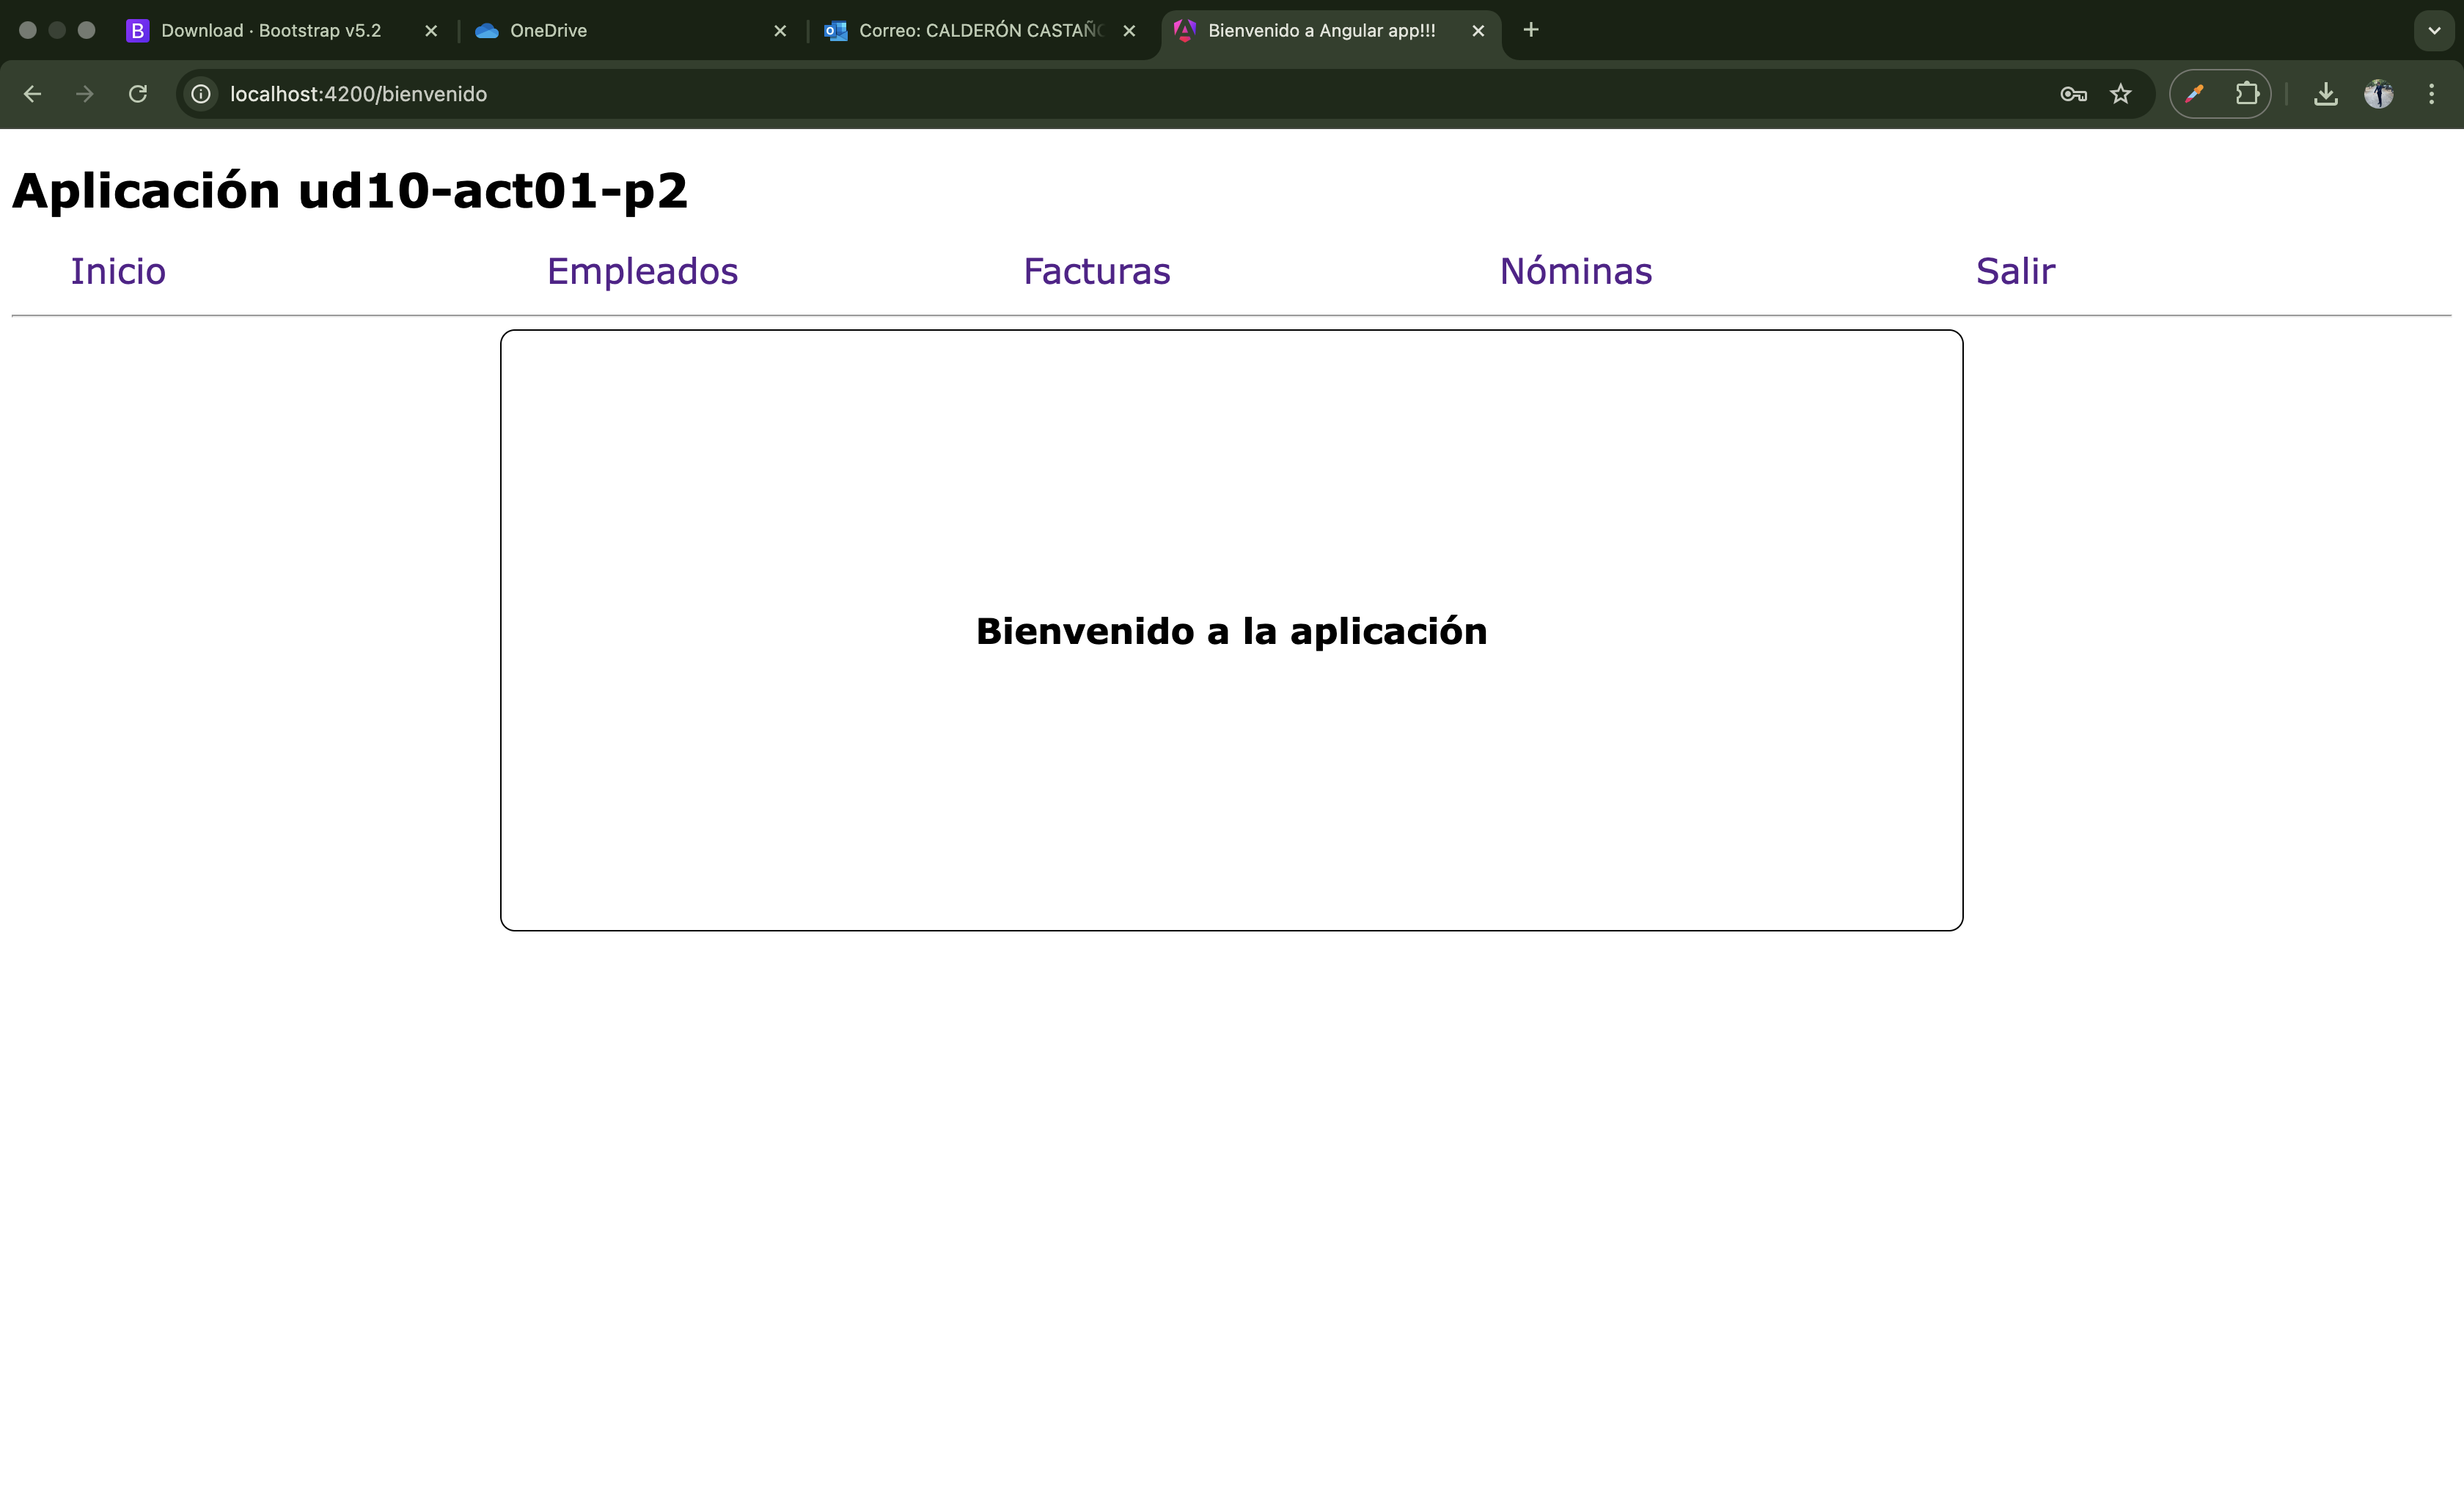 Download · Bootstrap v5.2
OneDrive
Correo: CALDERÓN CASTAÑ
Bienvenido a Angular app!!!
localhost:4200/bienvenido
Aplicación ud10-act01-p2
Inicio Empleados Facturas Nóminas Salir
Bienvenido a la aplicación